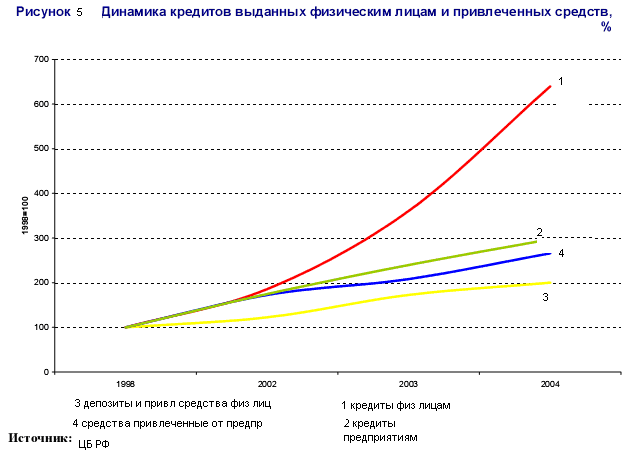 Рисунок 5 Динамика кредитов выданных физическим лицам и привлеченных средств,
%
700
600
500
400
300
200
100
0
1998=100
1
2
4
3
1998 2002 2003 2004
3 депозиты и привл средства физ лиц
1 кредиты физ лицам
4 средства привлеченные от предпр
2 кредиты
предприятиям
Источник: ЦБ РФ